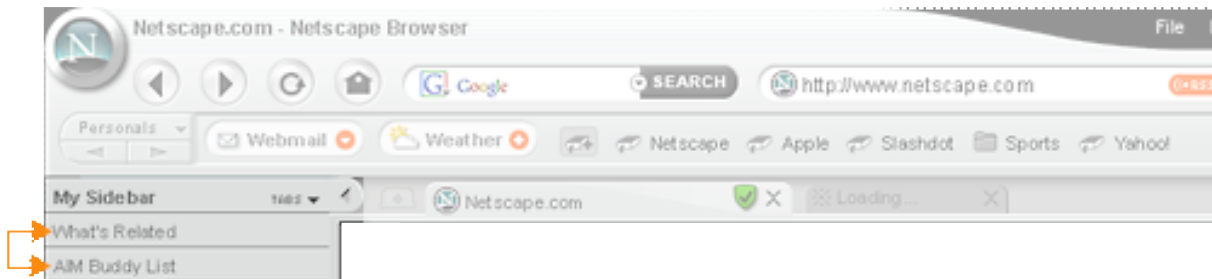 Netscape.com - Netscape Browser
File
N
G Google
SEARCH
http://www.netscape.com
RSS
Personals
Webmail
Weather
Netscape
Apple
Slashdot
Sports
Yahoo!
My Sidebar
TABS
Netscape.com
Loading...
What's Related
AIM Buddy List